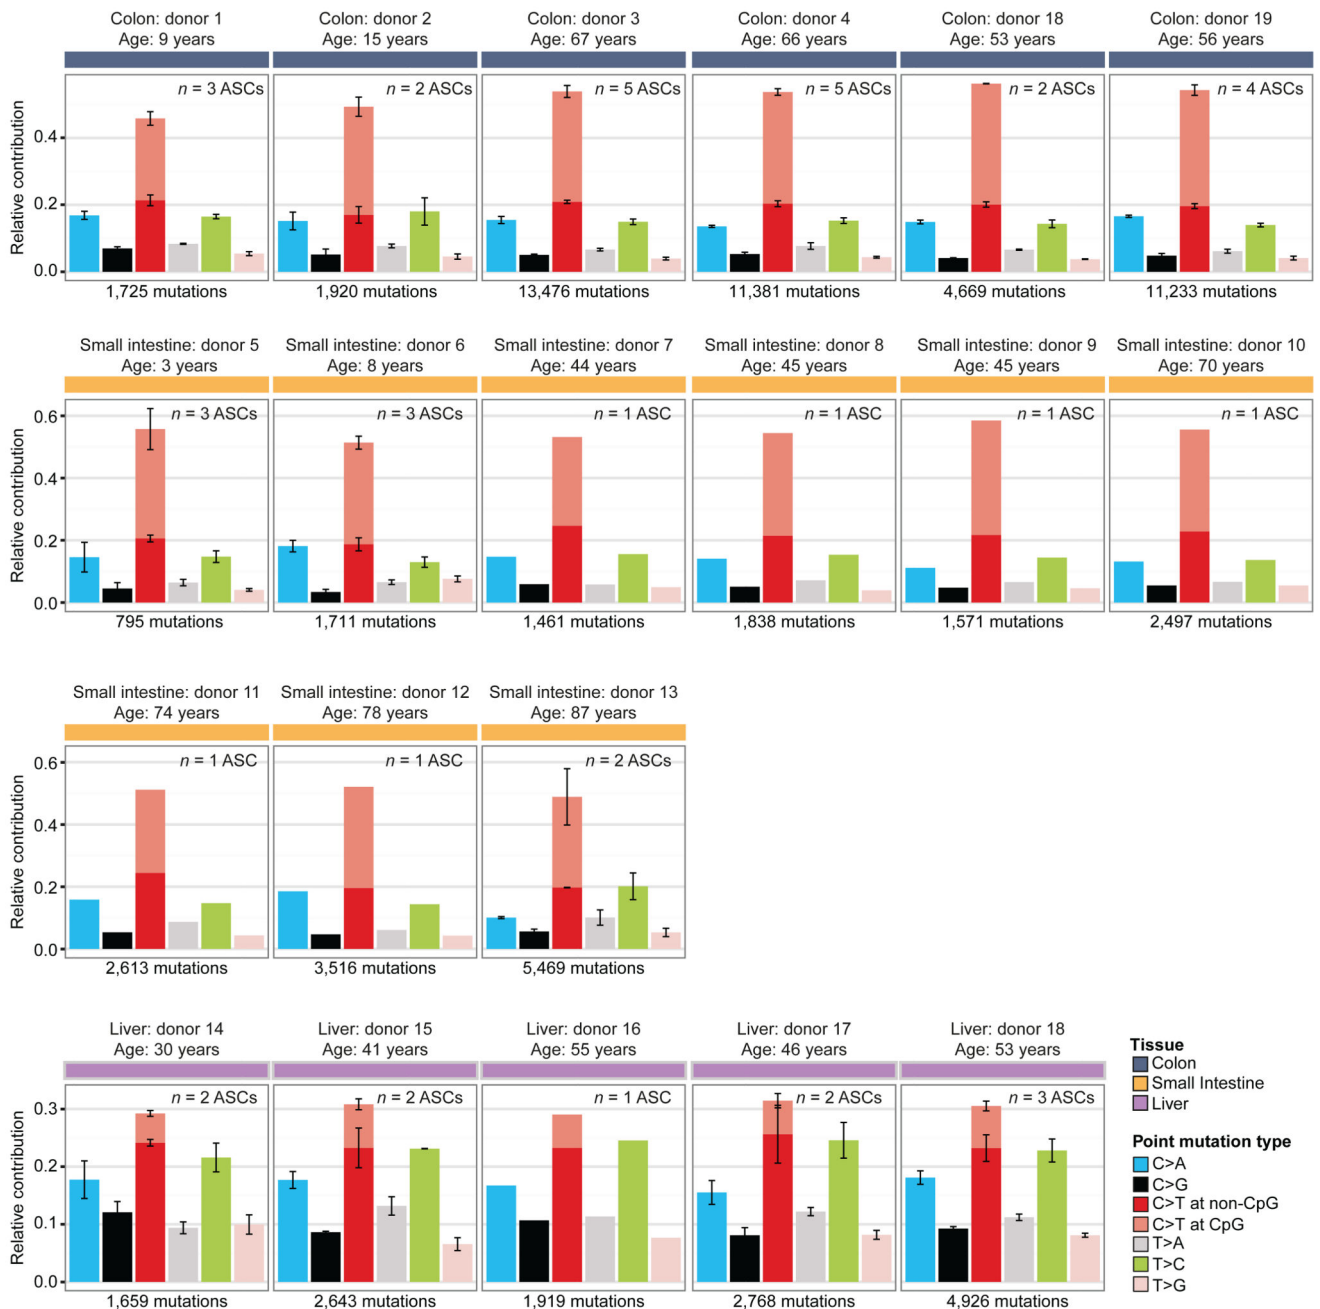 Colon: donor 1
Age: 9 years
Colon: donor 2
Age: 15 years
Colon: donor 3
Age: 67 years
Colon: donor 4
Age: 66 years
Colon: donor 18
Age: 53 years
Colon: donor 19
Age: 56 years
Relative contribution
0.4
0.2
0.0
n = 3 ASCs
n = 2 ASCs
n = 5 ASCs
n = 5 ASCs
n = 2 ASCs
n = 4 ASCs
1,725 mutations
1,920 mutations
13,476 mutations
11,381 mutations
4,669 mutations
11,233 mutations
Small intestine: donor 5
Age: 3 years
Small intestine: donor 6
Age: 8 years
Small intestine: donor 7
Age: 44 years
Small intestine: donor 8
Age: 45 years
Small intestine: donor 9
Age: 45 years
Small intestine: donor 10
Age: 70 years
Relative contribution
0.6
0.4
0.2
0.0
n = 3 ASCs
n = 3 ASCs
n = 1 ASC
n = 1 ASC
n = 1 ASC
n = 1 ASC
795 mutations
1,711 mutations
1,461 mutations
1,838 mutations
1,571 mutations
2,497 mutations
Small intestine: donor 11
Age: 74 years
Small intestine: donor 12
Age: 78 years
Small intestine: donor 13
Age: 87 years
Relative contribution
0.6
0.4
0.2
0.0
n = 1 ASC
n = 1 ASC
n = 2 ASCs
2,613 mutations
3,516 mutations
5,469 mutations
Liver: donor 14
Age: 30 years
Liver: donor 15
Age: 41 years
Liver: donor 16
Age: 55 years
Liver: donor 17
Age: 46 years
Liver: donor 18
Age: 53 years
Relative contribution
0.3
0.2
0.1
0.0
n = 2 ASCs
n = 2 ASCs
n = 1 ASC
n = 2 ASCs
n = 3 ASCs
1,659 mutations
2,643 mutations
1,919 mutations
2,768 mutations
4,926 mutations
Tissue
Colon
Small Intestine
Liver
Point mutation type
C>A
C>G
C>T at non-CpG
C>T at CpG
T>A
T>C
T>G